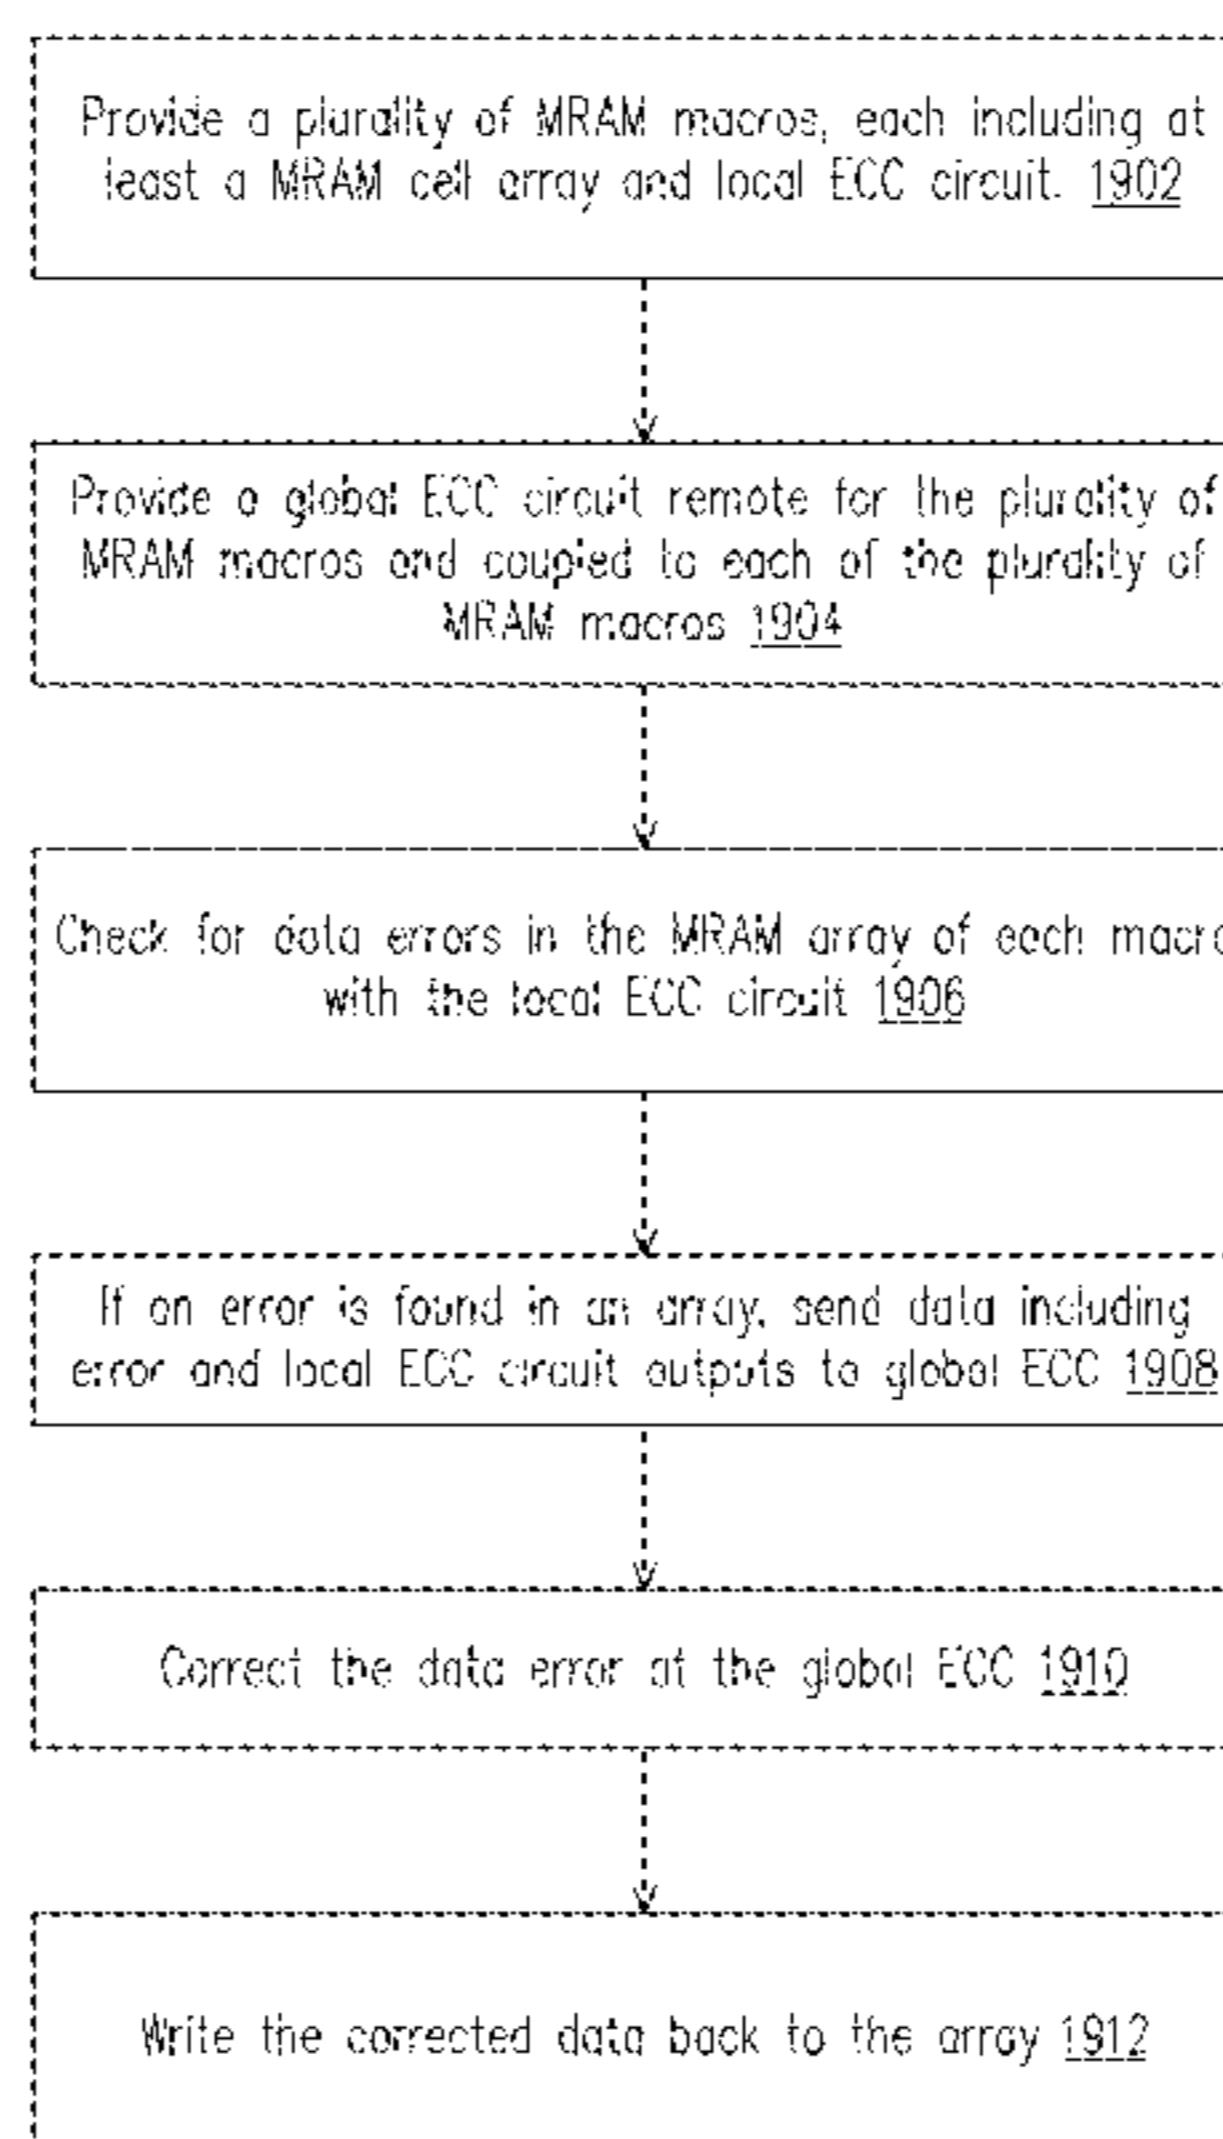 Provide a plurality of MRAM macros, each including at
least a MRAM cell array and local ECC circuit. 1902
Provide a global ECC circuit remote for the plurality of
MRAM macros and coupled to each of the plurality of
MRAM macros 1904
Check for data errors in the MRAM array of each macro
with the local ECC circuit 1906
If an error is found in an array, send data including
error and local ECC circuit outputs to global ECC 1908
Correct the data error at the global ECC 1910
Write the corrected data back to the array 1912